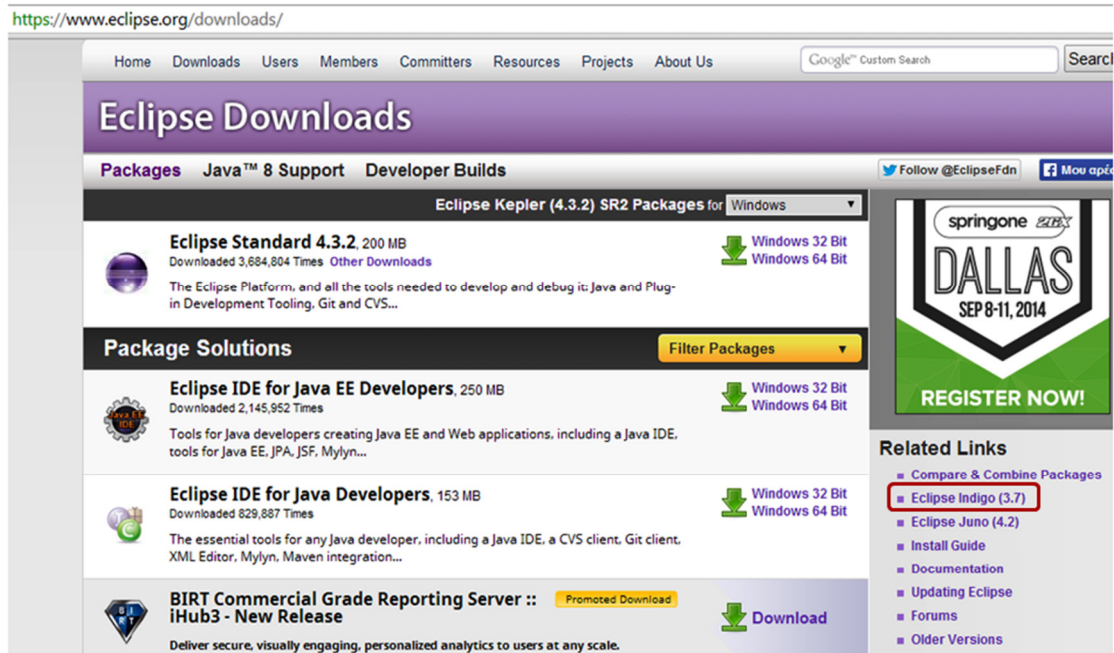 https://www.eclipse.org/downloads/
Home Downloads Users Members Committers Resources Projects About Us
Google™ Custom Search
Search
Eclipse Downloads
Packages Java™ 8 Support Developer Builds
Follow @EclipseFdn
Μου αρέσ
Eclipse Kepler (4.3.2) SR2 Packages for Windows
Eclipse Standard 4.3.2, 200 MB
Downloaded 3,684,804 Times Other Downloads
The Eclipse Platform, and all the tools needed to develop and debug it: Java and Plug-
in Development Tooling, Git and CVS...
Windows 32 Bit
Windows 64 Bit
Package Solutions
Filter Packages
Java EE
IDE
Eclipse IDE for Java EE Developers, 250 MB
Downloaded 2,145,952 Times
Tools for Java developers creating Java EE and Web applications, including a Java IDE,
tools for Java EE, JPA, JSF, Mylyn...
Windows 32 Bit
Windows 64 Bit
Eclipse IDE for Java Developers, 153 MB
Downloaded 829,887 Times
The essential tools for any Java developer, including a Java IDE, a CVS client, Git client,
XML Editor, Mylyn, Maven integration...
Windows 32 Bit
Windows 64 Bit
BIRT
BIRT Commercial Grade Reporting Server ::
Promoted Download
iHub3 - New Release
Deliver secure, visually engaging, personalized analytics to users at any scale.
Download
springone 2GX
DALLAS
SEP 8-11, 2014
REGISTER NOW!
Related Links
Compare & Combine Packages
Eclipse Indigo (3.7)
Eclipse Juno (4.2)
Install Guide
Documentation
Updating Eclipse
Forums
Older Versions